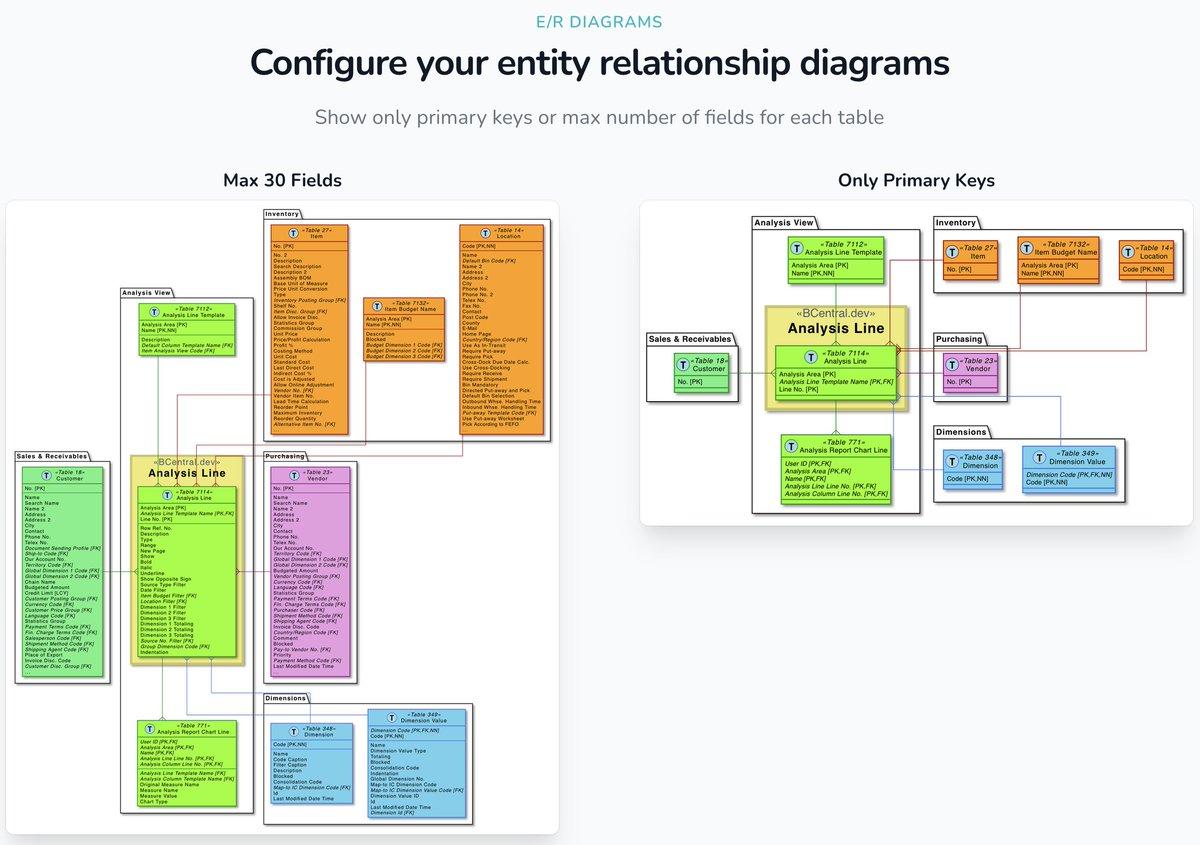 E/R DIAGRAMS
Configure your entity relationship diagrams
Show only primary keys or max number of fields for each table
Max 30 Fields
Inventory
«Table 27»
Item
No. [PK]
No. 2
Description
Search Description
Description 2
Assembly BOM
Base Unit of Measure
Price Unit Conversion
Type
Inventory Posting Group [FK]
Shelf No.
Item Disc. Group [FK]
Allow Invoice Disc.
Statistics Group
Commission Group
Unit Price
Price/Profit Calculation
Profit %
Costing Method
Unit Cost
Standard Cost
Last Direct Cost
Indirect Cost %
Cost is Adjusted
Allow Online Adjustment
Vendor No. [FK]
Vendor Item No.
Lead Time Calculation
Reorder Point
Maximum Inventory
Reorder Quantity
Alternative Item No. [FK]
...
«Table 7132»
Item Budget Name
Analysis Area [PK]
Name [PK,NN]
Description
Blocked
Budget Dimension 1 Code [FK]
Budget Dimension 2 Code [FK]
Budget Dimension 3 Code [FK]
«Table 14»
Location
Code [PK,NN]
Name
Default Bin Code [FK]
Name 2
Address
Address 2
City
Phone No.
Phone No. 2
Telex No.
Fax No.
Contact
Post Code
County
E-Mail
Home Page
Country/Region Code [FK]
Use As In-Transit
Require Put-away
Require Pick
Cross-Dock Due Date Calc.
Use Cross-Docking
Require Receive
Require Shipment
Bin Mandatory
Directed Put-away and Pick
Default Bin Selection
Outbound Whse. Handling Time
Inbound Whse. Handling Time
Put-away Template Code [FK]
Use Put-away Worksheet
Pick According to FEFO
...
Analysis View
«Table 7112»
Analysis Line Template
Analysis Area [PK]
Name [PK,NN]
Description
Default Column Template Name [FK]
Item Analysis View Code [FK]
Sales & Receivables
«Table 18»
Customer
No. [PK]
Name
Search Name
Name 2
Address
Address 2
City
Contact
Phone No.
Telex No.
Document Sending Profile [FK]
Ship-to Code [FK]
Our Account No.
Territory Code [FK]
Global Dimension 1 Code [FK]
Global Dimension 2 Code [FK]
Chain Name
Budgeted Amount
Credit Limit [LCY]
Customer Posting Group [FK]
Currency Code [FK]
Customer Price Group [FK]
Language Code [FK]
Statistics Group
Payment Terms Code [FK]
Fin. Charge Terms Code [FK]
Salesperson Code [FK]
Shipment Method Code [FK]
Shipping Agent Code [FK]
Place of Export
Invoice Disc. Code
Customer Disc. Group [FK]
...
«BCentral.dev»
Analysis Line
«Table 7114»
Analysis Line
Analysis Area [PK]
Analysis Line Template Name [PK,FK]
Line No. [PK]
Row Ref. No.
Description
Type
Range
New Page
Show
Bold
Italic
Underline
Show Opposite Sign
Source Type Filter
Date Filter
Item Budget Filter [FK]
Location Filter [FK]
Dimension 1 Filter
Dimension 2 Filter
Dimension 3 Filter
Dimension 1 Totaling
Dimension 2 Totaling
Dimension 3 Totaling
Source No. Filter [FK]
Group Dimension Code [FK]
Indentation
Purchasing
«Table 23»
Vendor
No. [PK]
Name
Search Name
Name 2
Address
Address 2
City
Contact
Phone No.
Telex No.
Our Account No.
Territory Code [FK]
Global Dimension 1 Code [FK]
Global Dimension 2 Code [FK]
Budgeted Amount
Vendor Posting Group [FK]
Currency Code [FK]
Language Code [FK]
Statistics Group
Payment Terms Code [FK]
Fin. Charge Terms Code [FK]
Purchaser Code [FK]
Shipment Method Code [FK]
Shipping Agent Code [FK]
Invoice Disc. Code
Country/Region Code [FK]
Comment
Blocked
Pay-to Vendor No. [FK]
Priority
Payment Method Code [FK]
Last Modified Date Time
...
«Table 771»
Analysis Report Chart Line
User ID [PK,FK]
Analysis Area [PK,FK]
Name [PK,FK]
Analysis Line Line No. [PK,FK]
Analysis Column Line No. [PK,FK]
Analysis Line Template Name [FK]
Analysis Column Template Name [FK]
Original Measure Name
Measure Name
Measure Value
Chart Type
Dimensions
«Table 348»
Dimension
Code [PK,NN]
Name
Code Caption
Filter Caption
Description
Blocked
Consolidation Code
Map-to IC Dimension Code [FK]
Id
Last Modified Date Time
«Table 349»
Dimension Value
Dimension Code [PK,FK,NN]
Code [PK,NN]
Name
Dimension Value Type
Totaling
Blocked
Consolidation Code
Indentation
Global Dimension No.
Map-to IC Dimension Code
Map-to IC Dimension Value Code [FK]
Dimension Value ID
Id
Last Modified Date Time
Dimension Id [FK]
Only Primary Keys
Analysis View
«Table 7112»
Analysis Line Template
Analysis Area [PK]
Name [PK,NN]
Inventory
«Table 27»
Item
No. [PK]
«Table 7132»
Item Budget Name
Analysis Area [PK]
Name [PK,NN]
«Table 14»
Location
Code [PK,NN]
Sales & Receivables
«Table 18»
Customer
No. [PK]
«BCentral.dev»
Analysis Line
«Table 7114»
Analysis Line
Analysis Area [PK]
Analysis Line Template Name [PK,FK]
Line No. [PK]
Purchasing
«Table 23»
Vendor
No. [PK]
«Table 771»
Analysis Report Chart Line
User ID [PK,FK]
Analysis Area [PK,FK]
Name [PK,FK]
Analysis Line Line No. [PK,FK]
Analysis Column Line No. [PK,FK]
Dimensions
«Table 348»
Dimension
Code [PK,NN]
«Table 349»
Dimension Value
Dimension Code [PK,FK,NN]
Code [PK,NN]